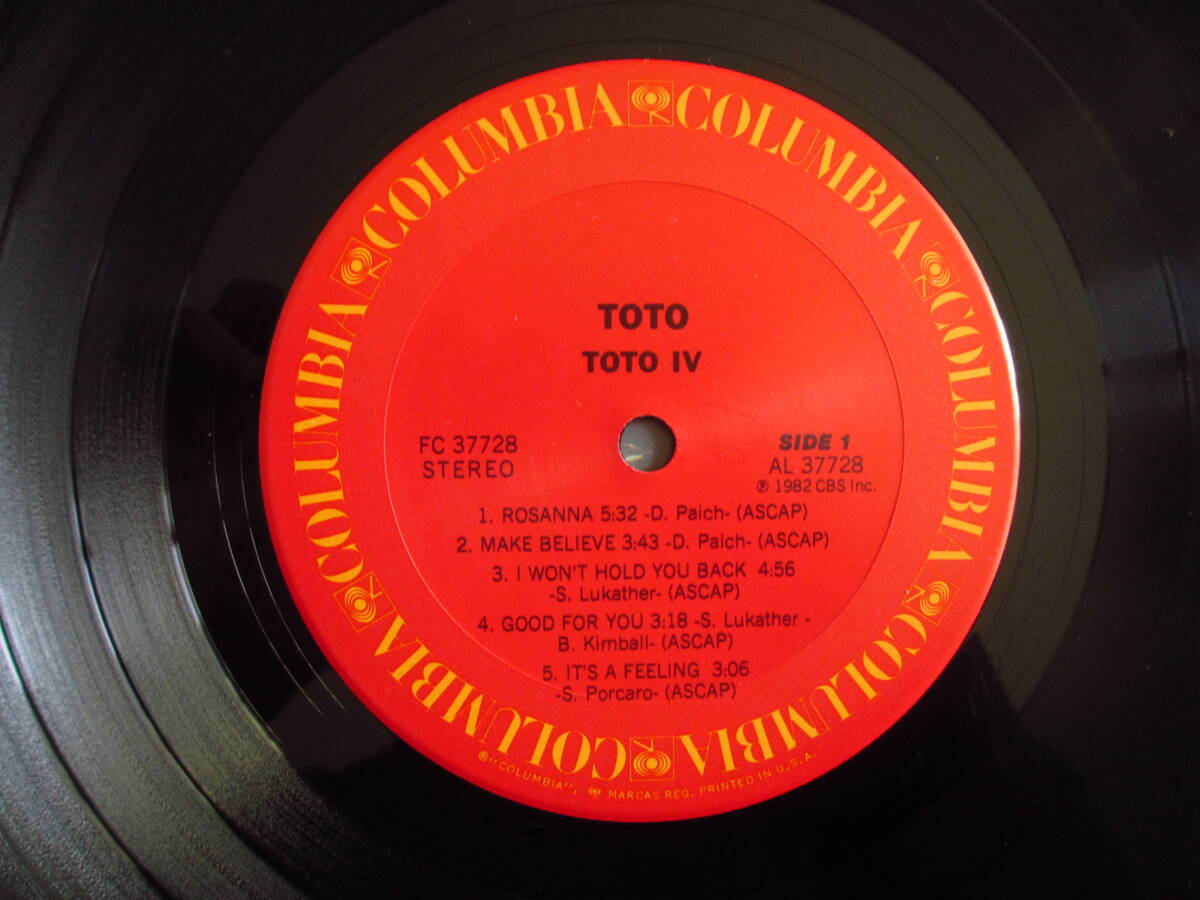 COLUMBIA COLUMBIA COLUMBIA COLUMBIA COLUMBIA COLUMBIA
TOTO
TOTO IV
FC 37728
STEREO
SIDE 1
AL 37728
℗ 1982 CBS Inc.
1. ROSANNA 5:32 -D. Paich- (ASCAP)
2. MAKE BELIEVE 3:43 -D. Paich- (ASCAP)
3. I WON'T HOLD YOU BACK 4:56
-S. Lukather- (ASCAP)
4. GOOD FOR YOU 3:18 -S. Lukather -
B. Kimball- (ASCAP)
5. IT'S A FEELING 3:06
-S. Porcaro- (ASCAP)
®"COLUMBIA", MARCAS REG. PRINTED IN U.S.A.